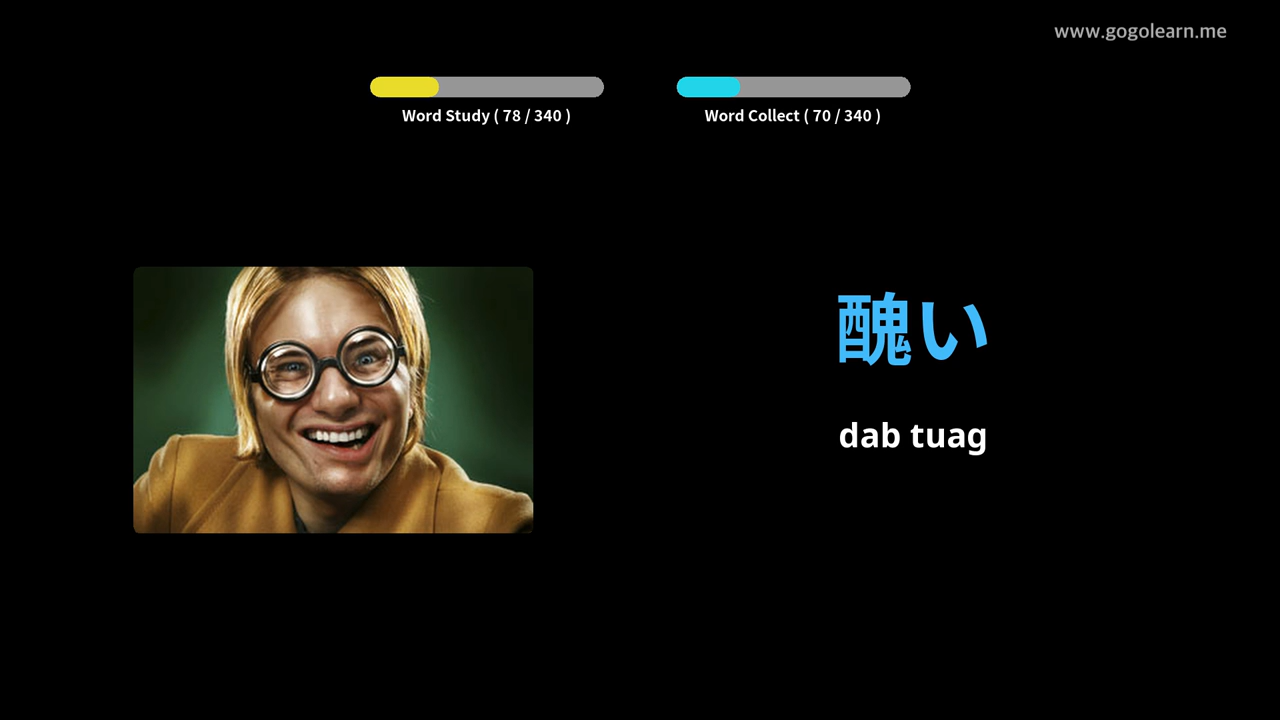 www.gogolearn.me
Word Study ( 78 / 340 )
Word Collect ( 70 / 340 )
醜い
dab tuag